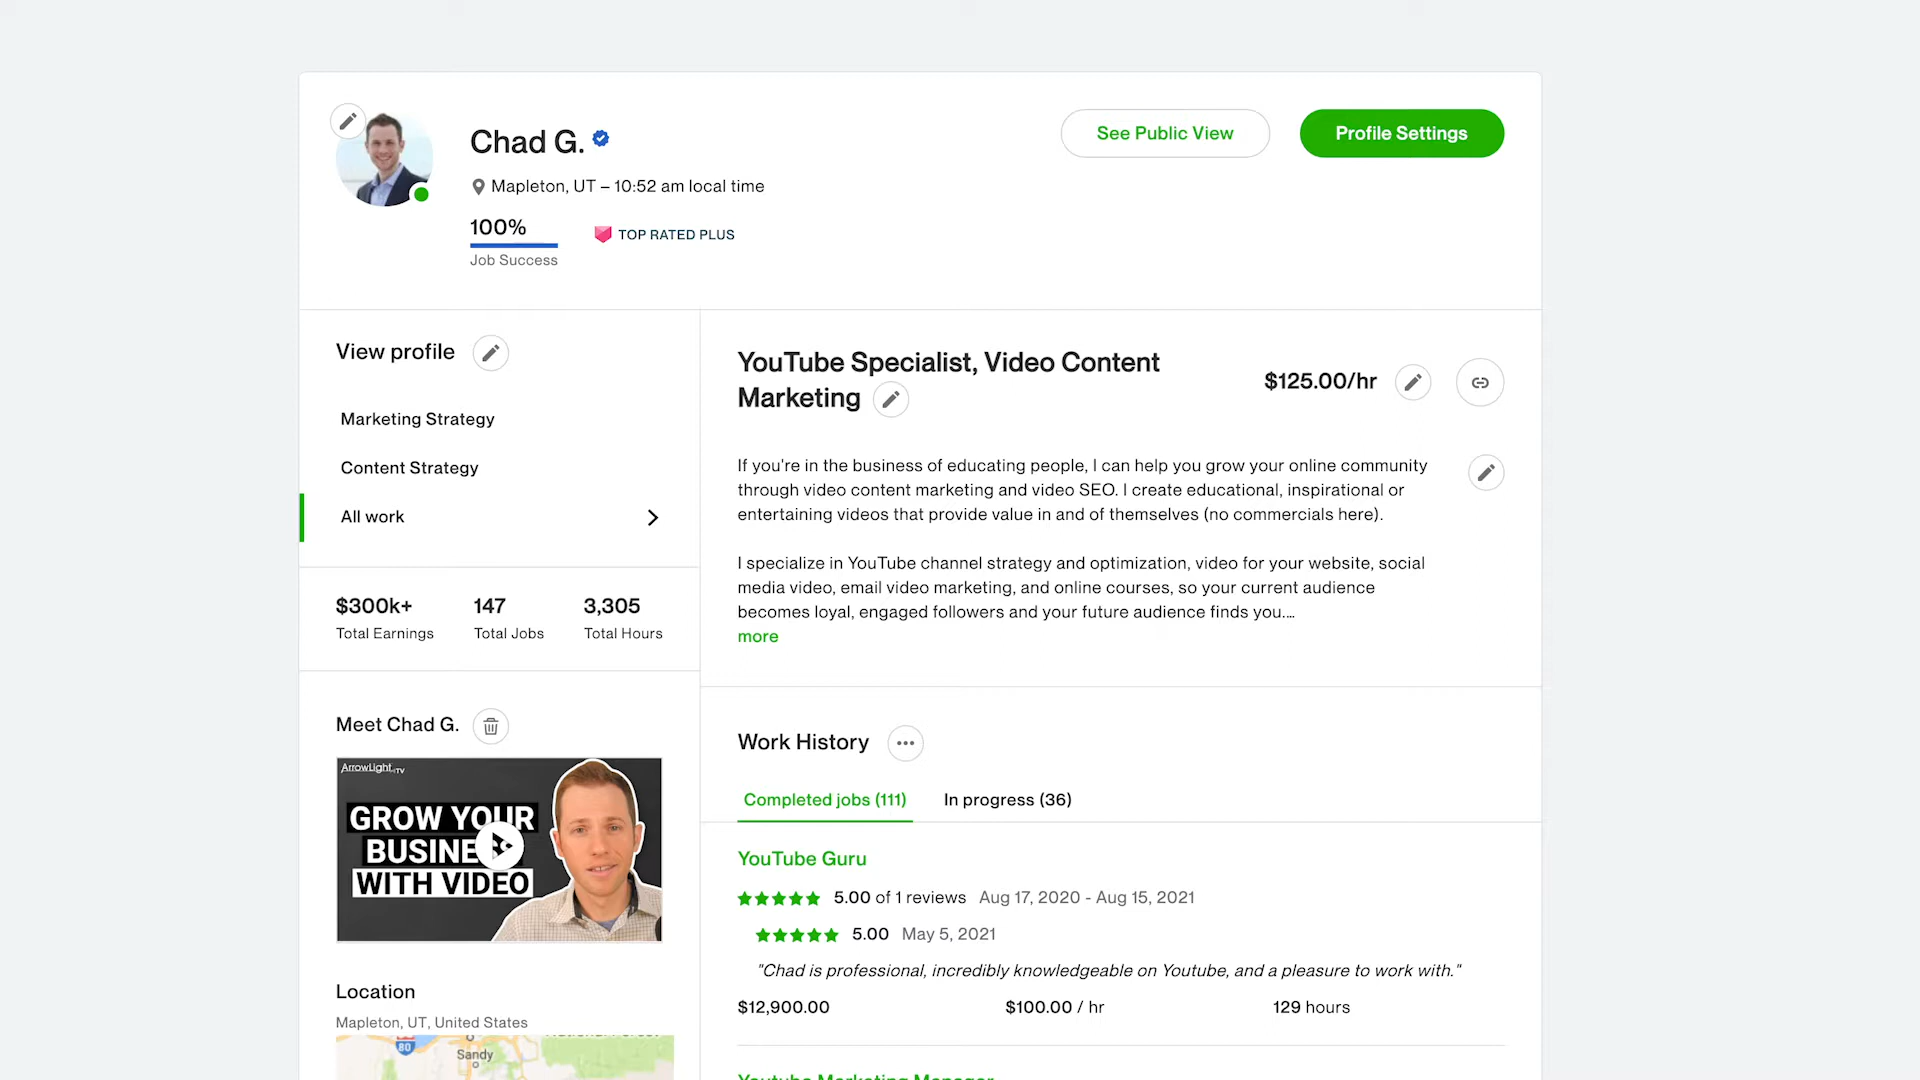 Chad G.
See Public View
Profile Settings
Mapleton, UT – 10:52 am local time
100%
Job Success
TOP RATED PLUS
View profile
Marketing Strategy
Content Strategy
All work
$300k+
Total Earnings
147
Total Jobs
3,305
Total Hours
Meet Chad G.
ArrowLight.TV
GROW YOUR
WITH VIDEO
Location
Mapleton, UT, United States
80
Sandy
YouTube Specialist, Video Content
Marketing
$125.00/hr
If you're in the business of educating people, I can help you grow your online community
through video content marketing and video SEO. I create educational, inspirational or
entertaining videos that provide value in and of themselves (no commercials here).
I specialize in YouTube channel strategy and optimization, video for your website, social
media video, email video marketing, and online courses, so your current audience
becomes loyal, engaged followers and your future audience finds you....
more
Work History
Completed jobs (111)
In progress (36)
YouTube Guru
5.00 of 1 reviews Aug 17, 2020 - Aug 15, 2021
5.00 May 5, 2021
"Chad is professional, incredibly knowledgeable on Youtube, and a pleasure to work with."
$12,900.00
$100.00 / hr
129 hours